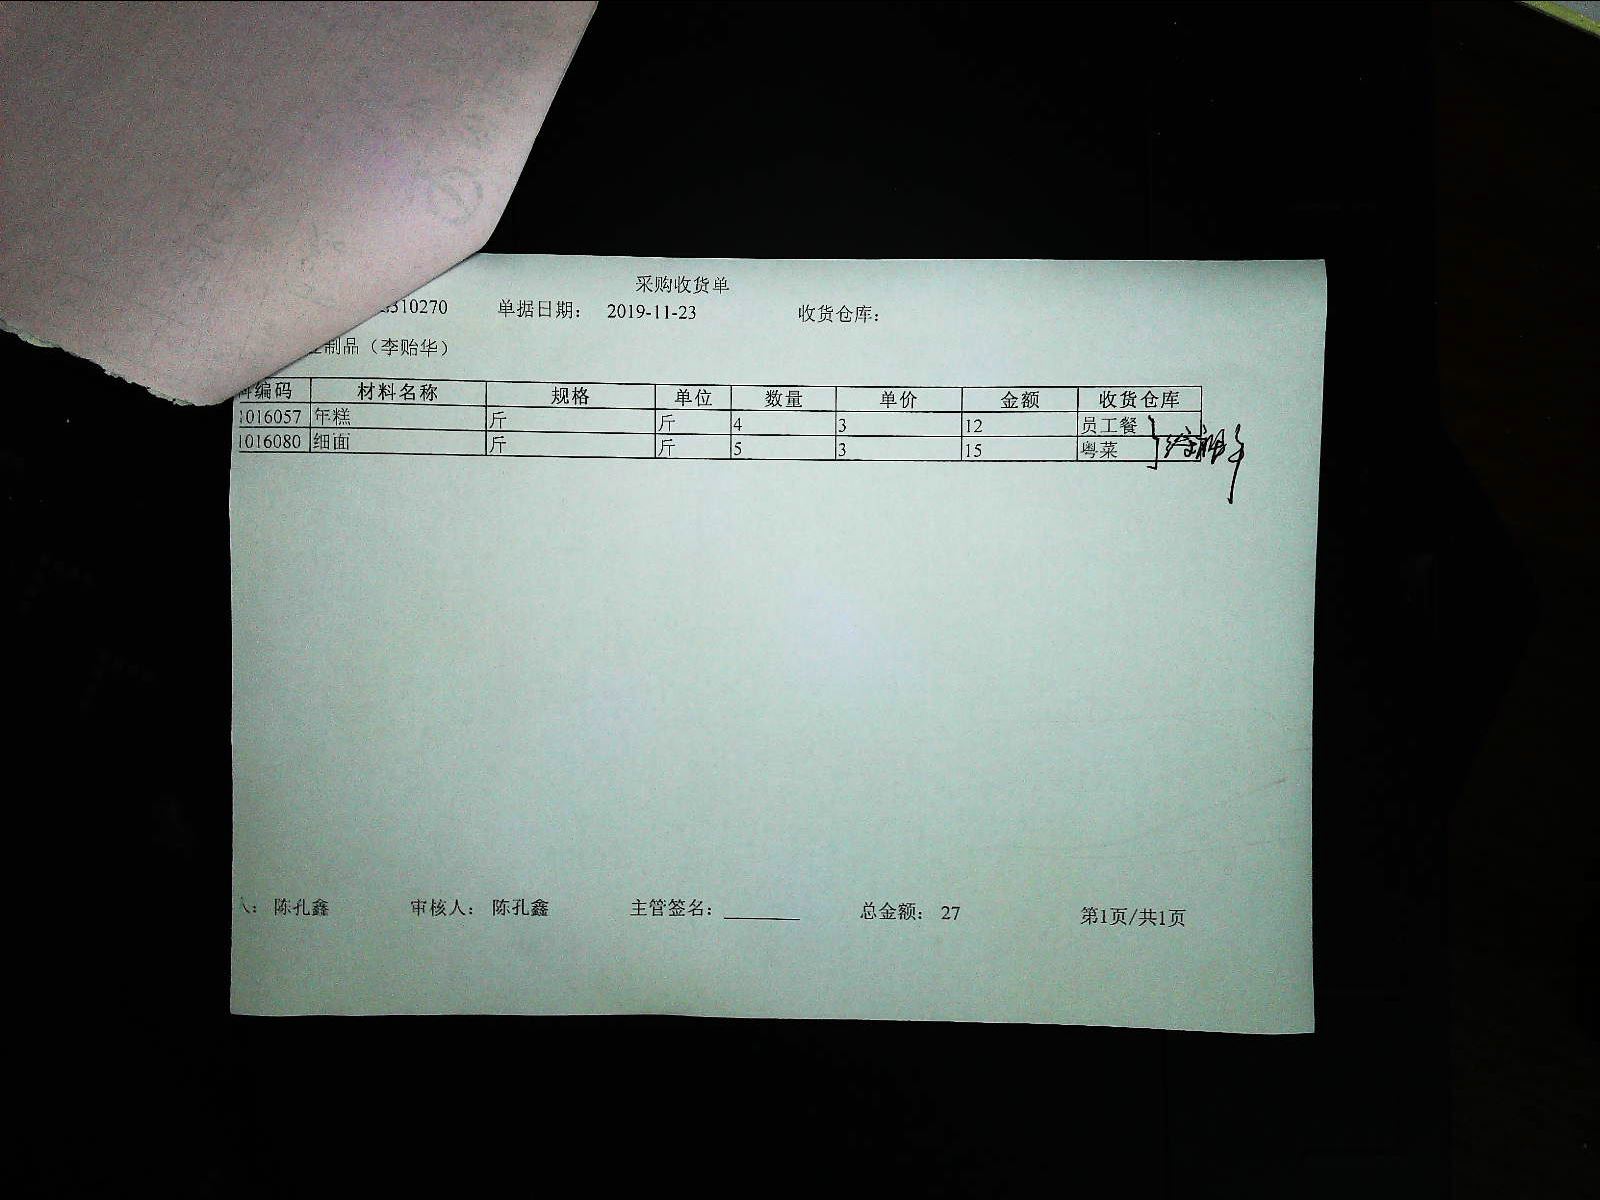 采购收货单
310270 单据日期： 2019-11-23 收货仓库：
制品（李贻华）
编码 材料名称 规格 单位 数量 单价 金额 收货仓库
1016057 年糕 斤 斤 4 3 12 员工餐
1016080 细面 斤 斤 5 3 15 粤菜
人： 陈孔鑫 审核人： 陈孔鑫 主管签名： 总金额： 27 第1页/共1页